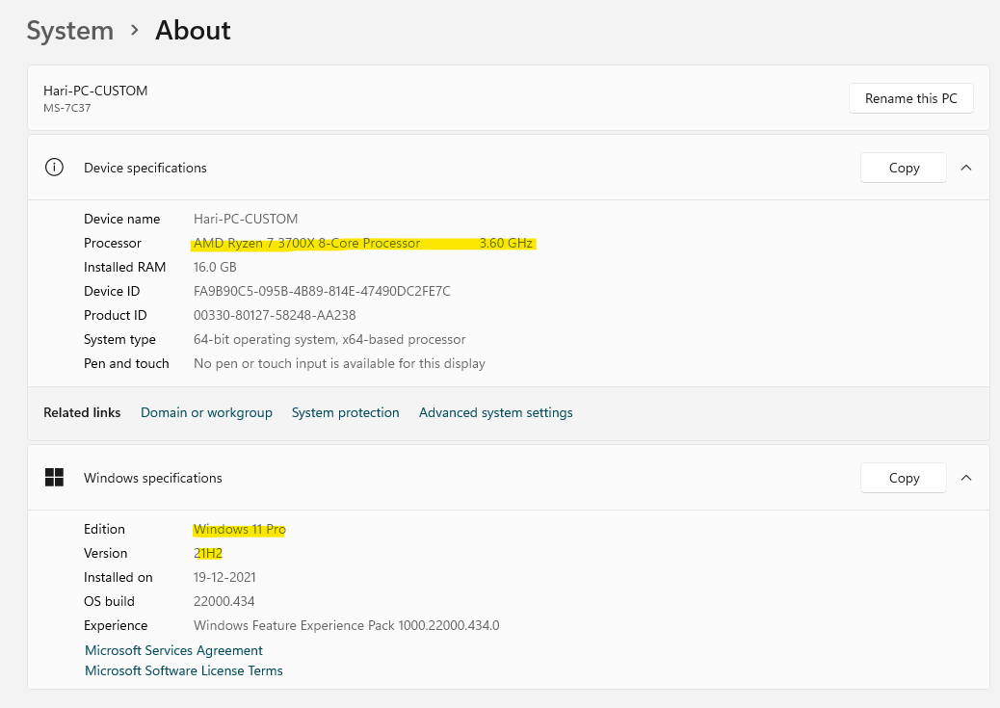 System > About
Hari-PC-CUSTOM
MS-7C37
Rename this PC
Device specifications
Copy
Device name Hari-PC-CUSTOM
Processor AMD Ryzen 7 3700X 8-Core Processor 3.60 GHz
Installed RAM 16.0 GB
Device ID FA9B90C5-095B-4B89-814E-47490DC2FE7C
Product ID 00330-80127-58248-AA238
System type 64-bit operating system, x64-based processor
Pen and touch No pen or touch input is available for this display
Related links Domain or workgroup System protection Advanced system settings
Windows specifications
Copy
Edition Windows 11 Pro
Version 21H2
Installed on 19-12-2021
OS build 22000.434
Experience Windows Feature Experience Pack 1000.22000.434.0
Microsoft Services Agreement
Microsoft Software License Terms